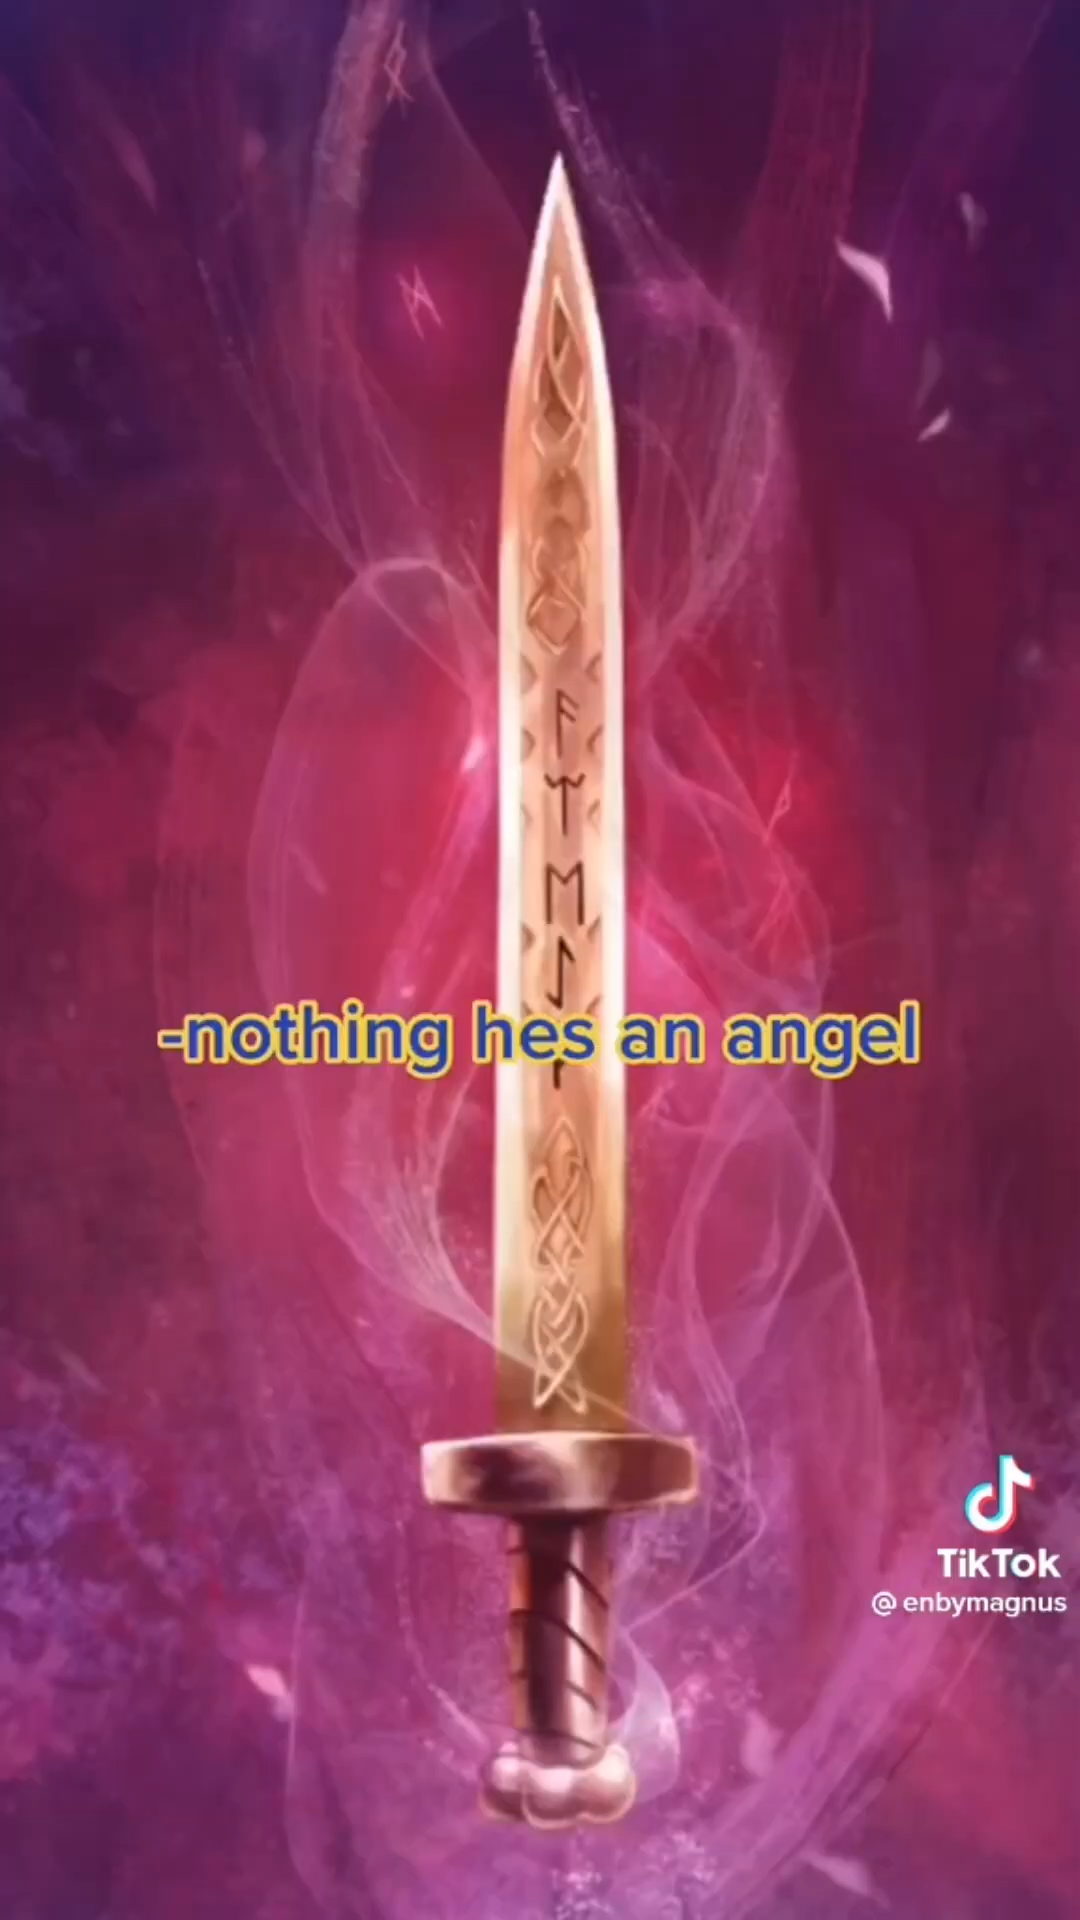 ᚨ
ᛠ
ᛖ
ᛇ
-nothing hes an angel
TikTok
@enbymagnus